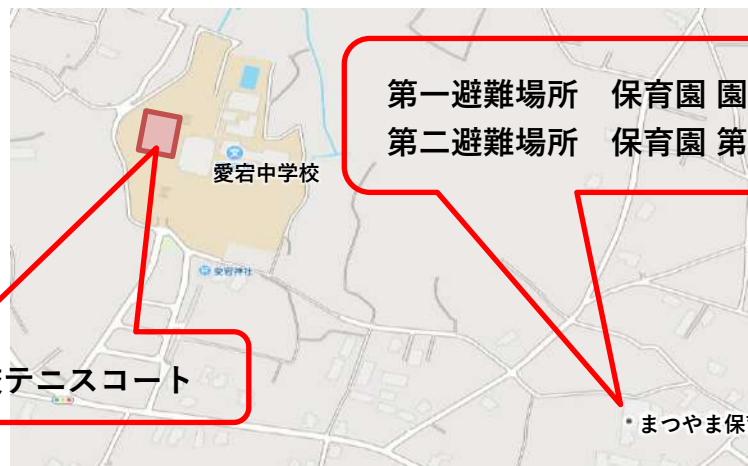 第一避難場所　保育園 園
第二避難場所　保育園 第
愛宕中学校
愛宕神社
テニスコート
まつやま保